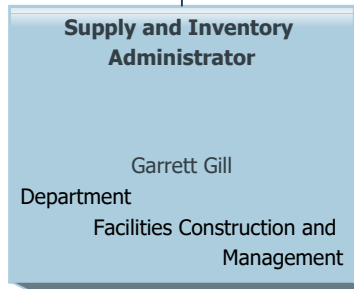 Supply and Inventory
Administrator
Garrett Gill
Department
Facilities Construction and
Management